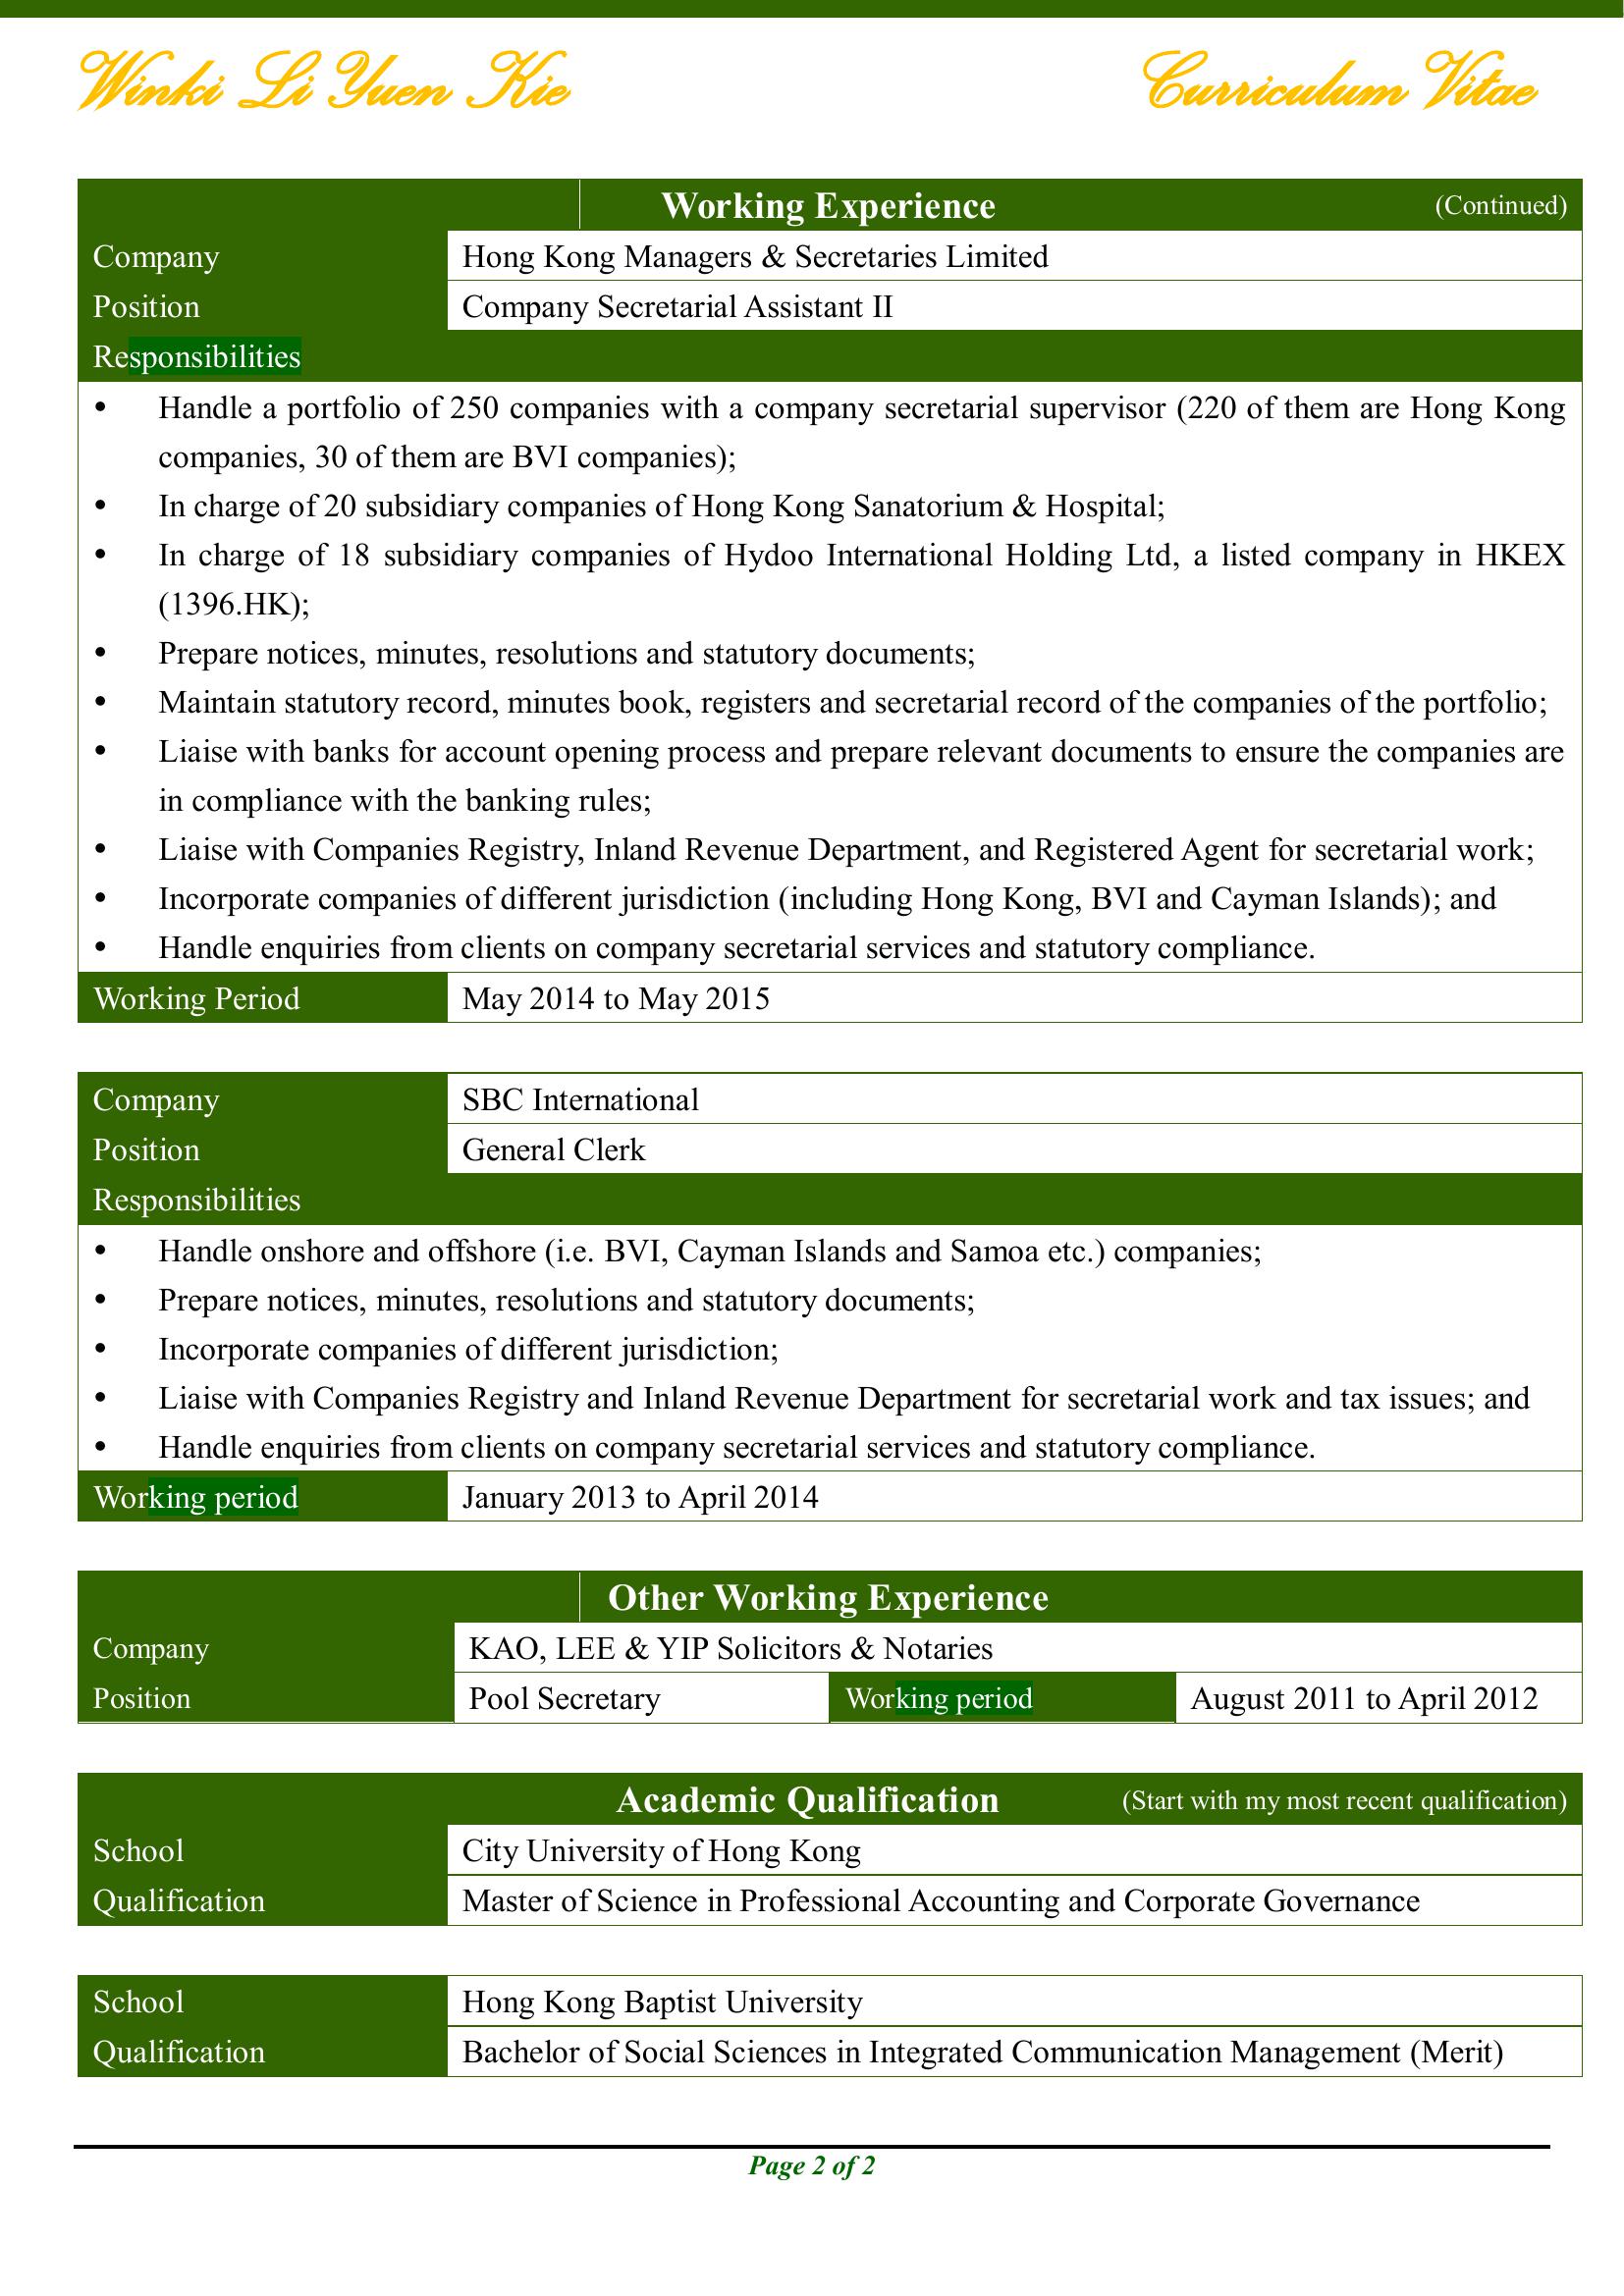 Winki Li Yuen Kie Curriculum Vitae
Working Experience (Continued)
Company Hong Kong Managers & Secretaries Limited
Position Company Secretarial Assistant II
Responsibilities
• Handle a portfolio of 250 companies with a company secretarial supervisor (220 of them are Hong Kong
companies, 30 of them are BVI companies);
• In charge of 20 subsidiary companies of Hong Kong Sanatorium & Hospital;
• In charge of 18 subsidiary companies of Hydoo International Holding Ltd, a listed company in HKEX
(1396.HK);
• Prepare notices, minutes, resolutions and statutory documents;
• Maintain statutory record, minutes book, registers and secretarial record of the companies of the portfolio;
• Liaise with banks for account opening process and prepare relevant documents to ensure the companies are
in compliance with the banking rules;
• Liaise with Companies Registry, Inland Revenue Department, and Registered Agent for secretarial work;
• Incorporate companies of different jurisdiction (including Hong Kong, BVI and Cayman Islands); and
• Handle enquiries from clients on company secretarial services and statutory compliance.
Working Period May 2014 to May 2015
Company SBC International
Position General Clerk
Responsibilities
• Handle onshore and offshore (i.e. BVI, Cayman Islands and Samoa etc.) companies;
• Prepare notices, minutes, resolutions and statutory documents;
• Incorporate companies of different jurisdiction;
• Liaise with Companies Registry and Inland Revenue Department for secretarial work and tax issues; and
• Handle enquiries from clients on company secretarial services and statutory compliance.
Working period January 2013 to April 2014
Other Working Experience
Company KAO, LEE & YIP Solicitors & Notaries
Position Pool Secretary Working period August 2011 to April 2012
Academic Qualification (Start with my most recent qualification)
School City University of Hong Kong
Qualification Master of Science in Professional Accounting and Corporate Governance
School Hong Kong Baptist University
Qualification Bachelor of Social Sciences in Integrated Communication Management (Merit)
Page 2 of 2